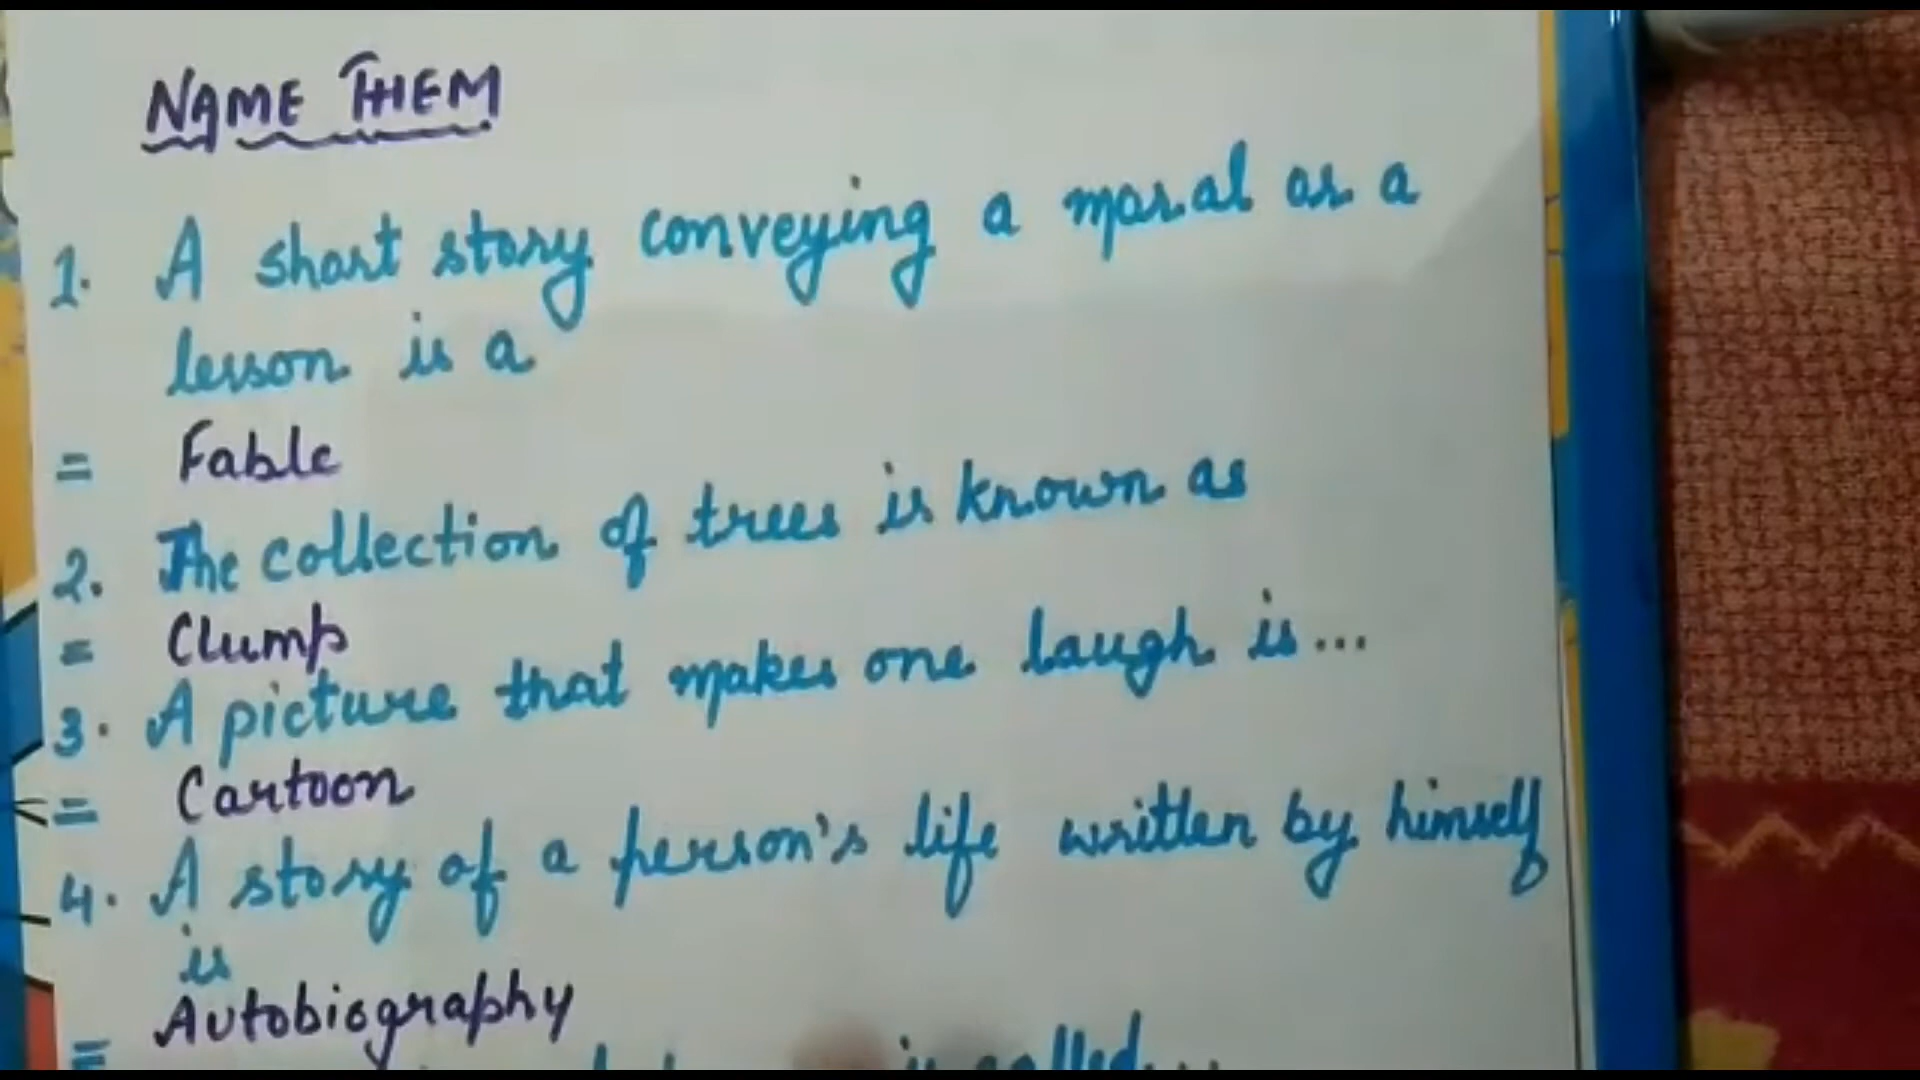 NAME THEM
1. A short story conveying a moral or a
lesson is a
= Fable
2. The collection of trees is known as
= Clump
3. A picture that makes one laugh is...
= Cartoon
4. A story of a person's life written by himself
is
= Autobiography
is called...